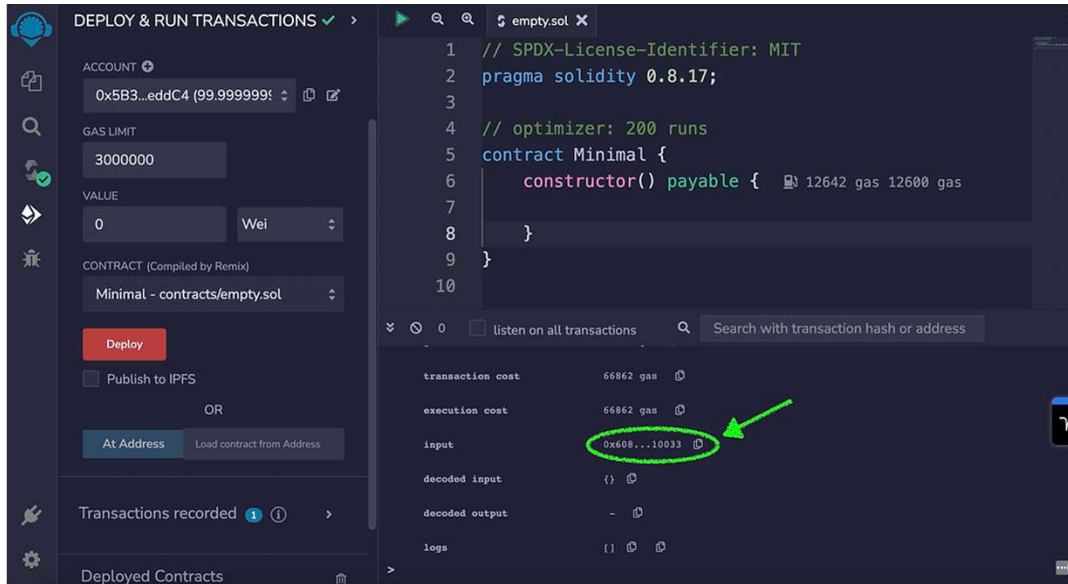 DEPLOY & RUN TRANSACTIONS
ACCOUNT
0x5B3...eddC4 (99.9999999
GAS LIMIT
3000000
VALUE
0
Wei
CONTRACT (Compiled by Remix)
Minimal - contracts/empty.sol
Deploy
Publish to IPFS
OR
At Address
Load contract from Address
Transactions recorded 1 i
Deployed Contracts
empty.sol
1 // SPDX-License-Identifier: MIT
2 pragma solidity 0.8.17;
3
4 // optimizer: 200 runs
5 contract Minimal {
6 constructor() payable { 12642 gas 12600 gas
7
8 }
9 }
10
0
listen on all transactions
Search with transaction hash or address
transaction cost 66862 gas
execution cost 66862 gas
input 0x608...10033
decoded input {}
decoded output -
logs []
>